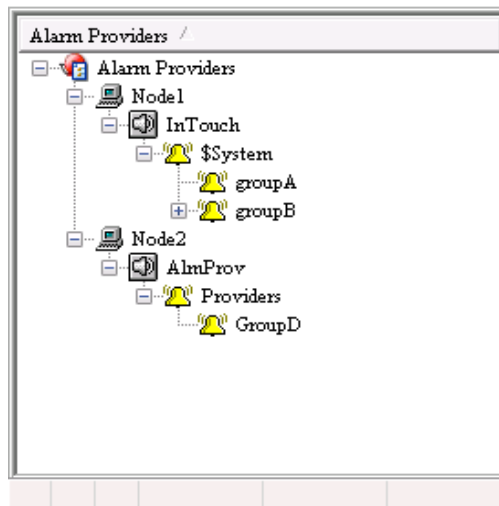 Alarm Providers /
Alarm Providers
Node1
InTouch
$System
groupA
groupB
Node2
AlmProv
Providers
GroupD